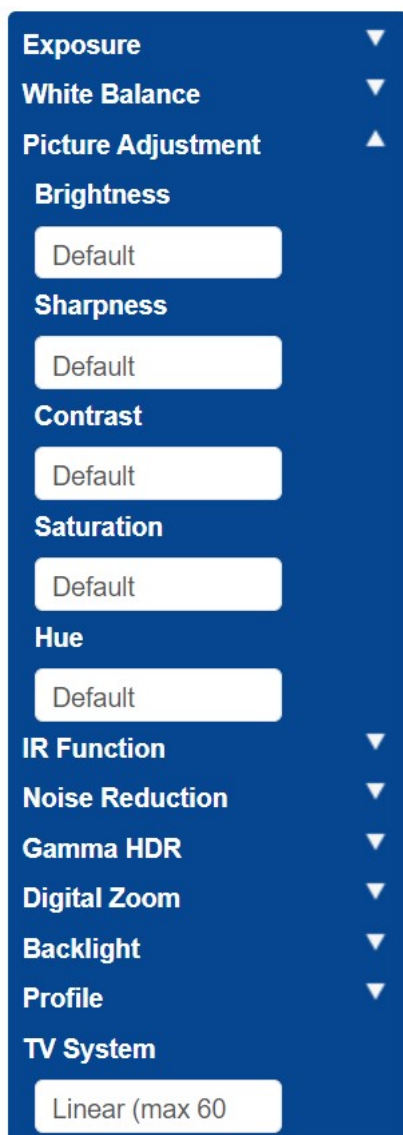 Exposure
White Balance
Picture Adjustment
Brightness
Default
Sharpness
Default
Contrast
Default
Saturation
Default
Hue
Default
IR Function
Noise Reduction
Gamma HDR
Digital Zoom
Backlight
Profile
TV System
Linear (max 60